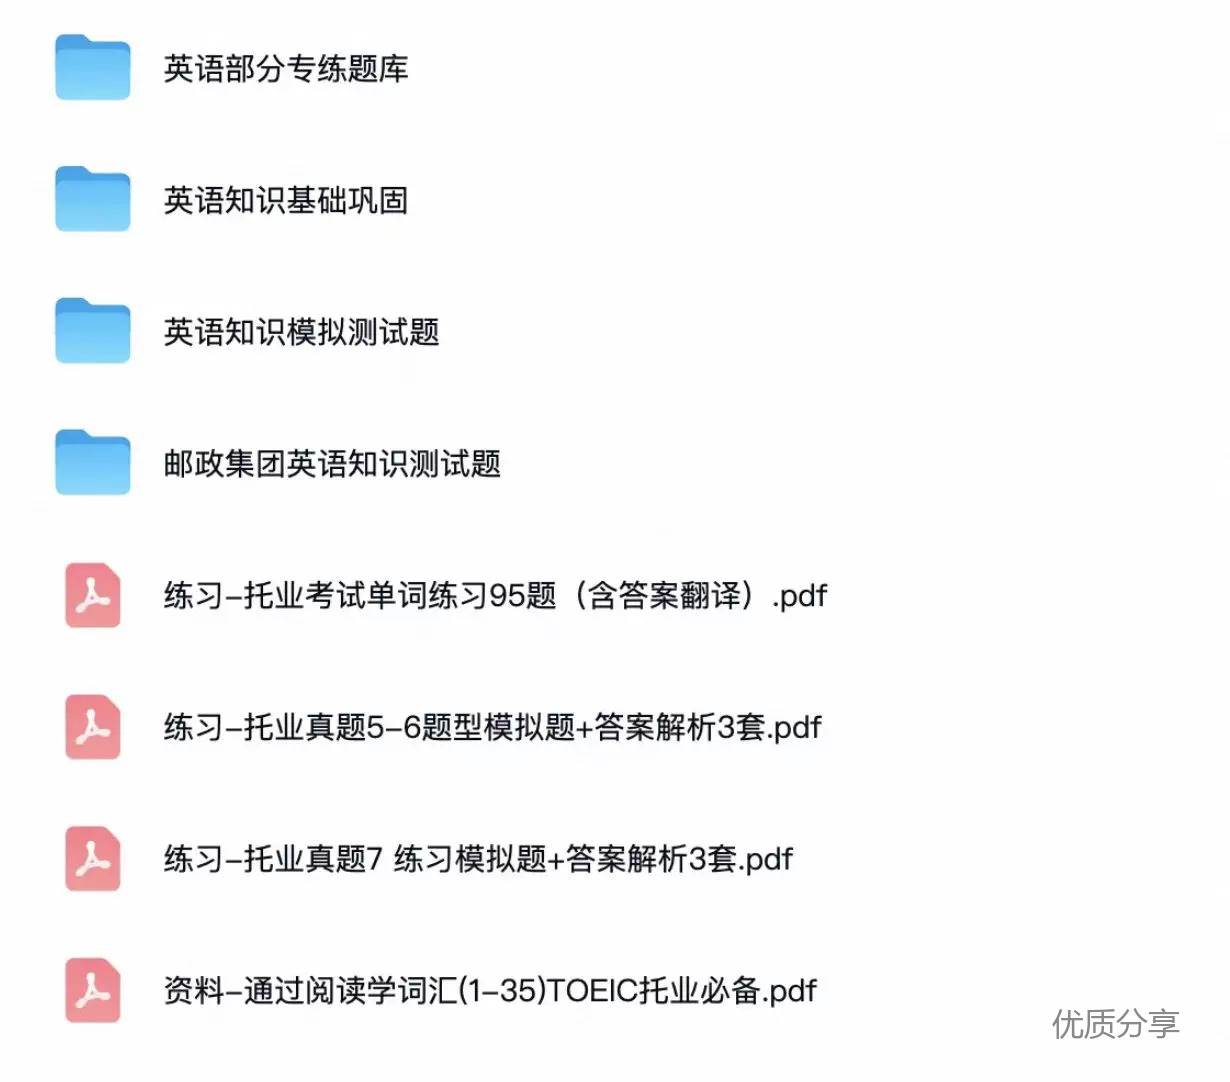 英语部分专练题库
英语知识基础巩固
英语知识模拟测试题
邮政集团英语知识测试题
练习-托业考试单词练习95题（含答案翻译）.pdf
练习-托业真题5-6题型模拟题+答案解析3套.pdf
练习-托业真题7 练习模拟题+答案解析3套.pdf
资料-通过阅读学词汇(1-35)TOEIC托业必备.pdf
优质分享